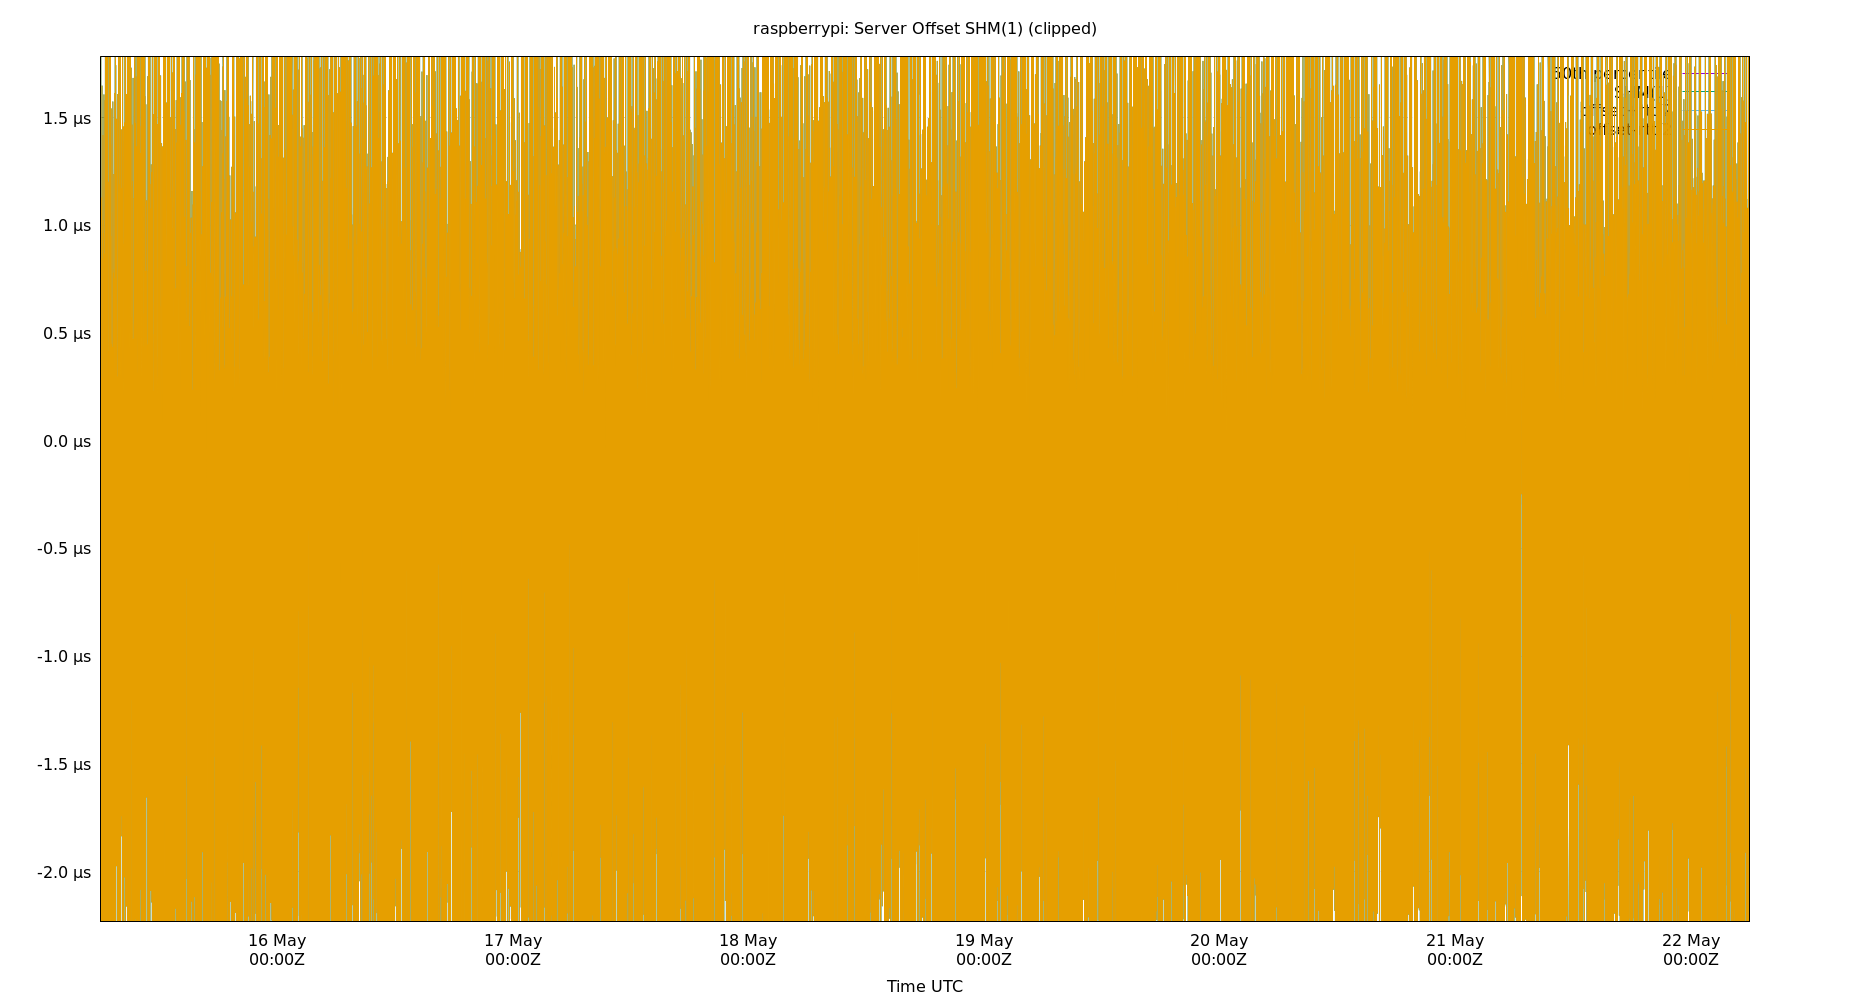 raspberrypi: Server Offset SHM(1) (clipped)
50th percentile
1.5 µs
1.0 µs
0.5 µs
0.0 µs
-0.5 µs
-1.0 µs
-1.5 µs
-2.0 µs
16 May 17 May 18 May 19 May 20 May 21 May 22 May
00:00Z 00:00Z 00:00Z 00:00Z 00:00Z 00:00Z 00:00Z
Time UTC